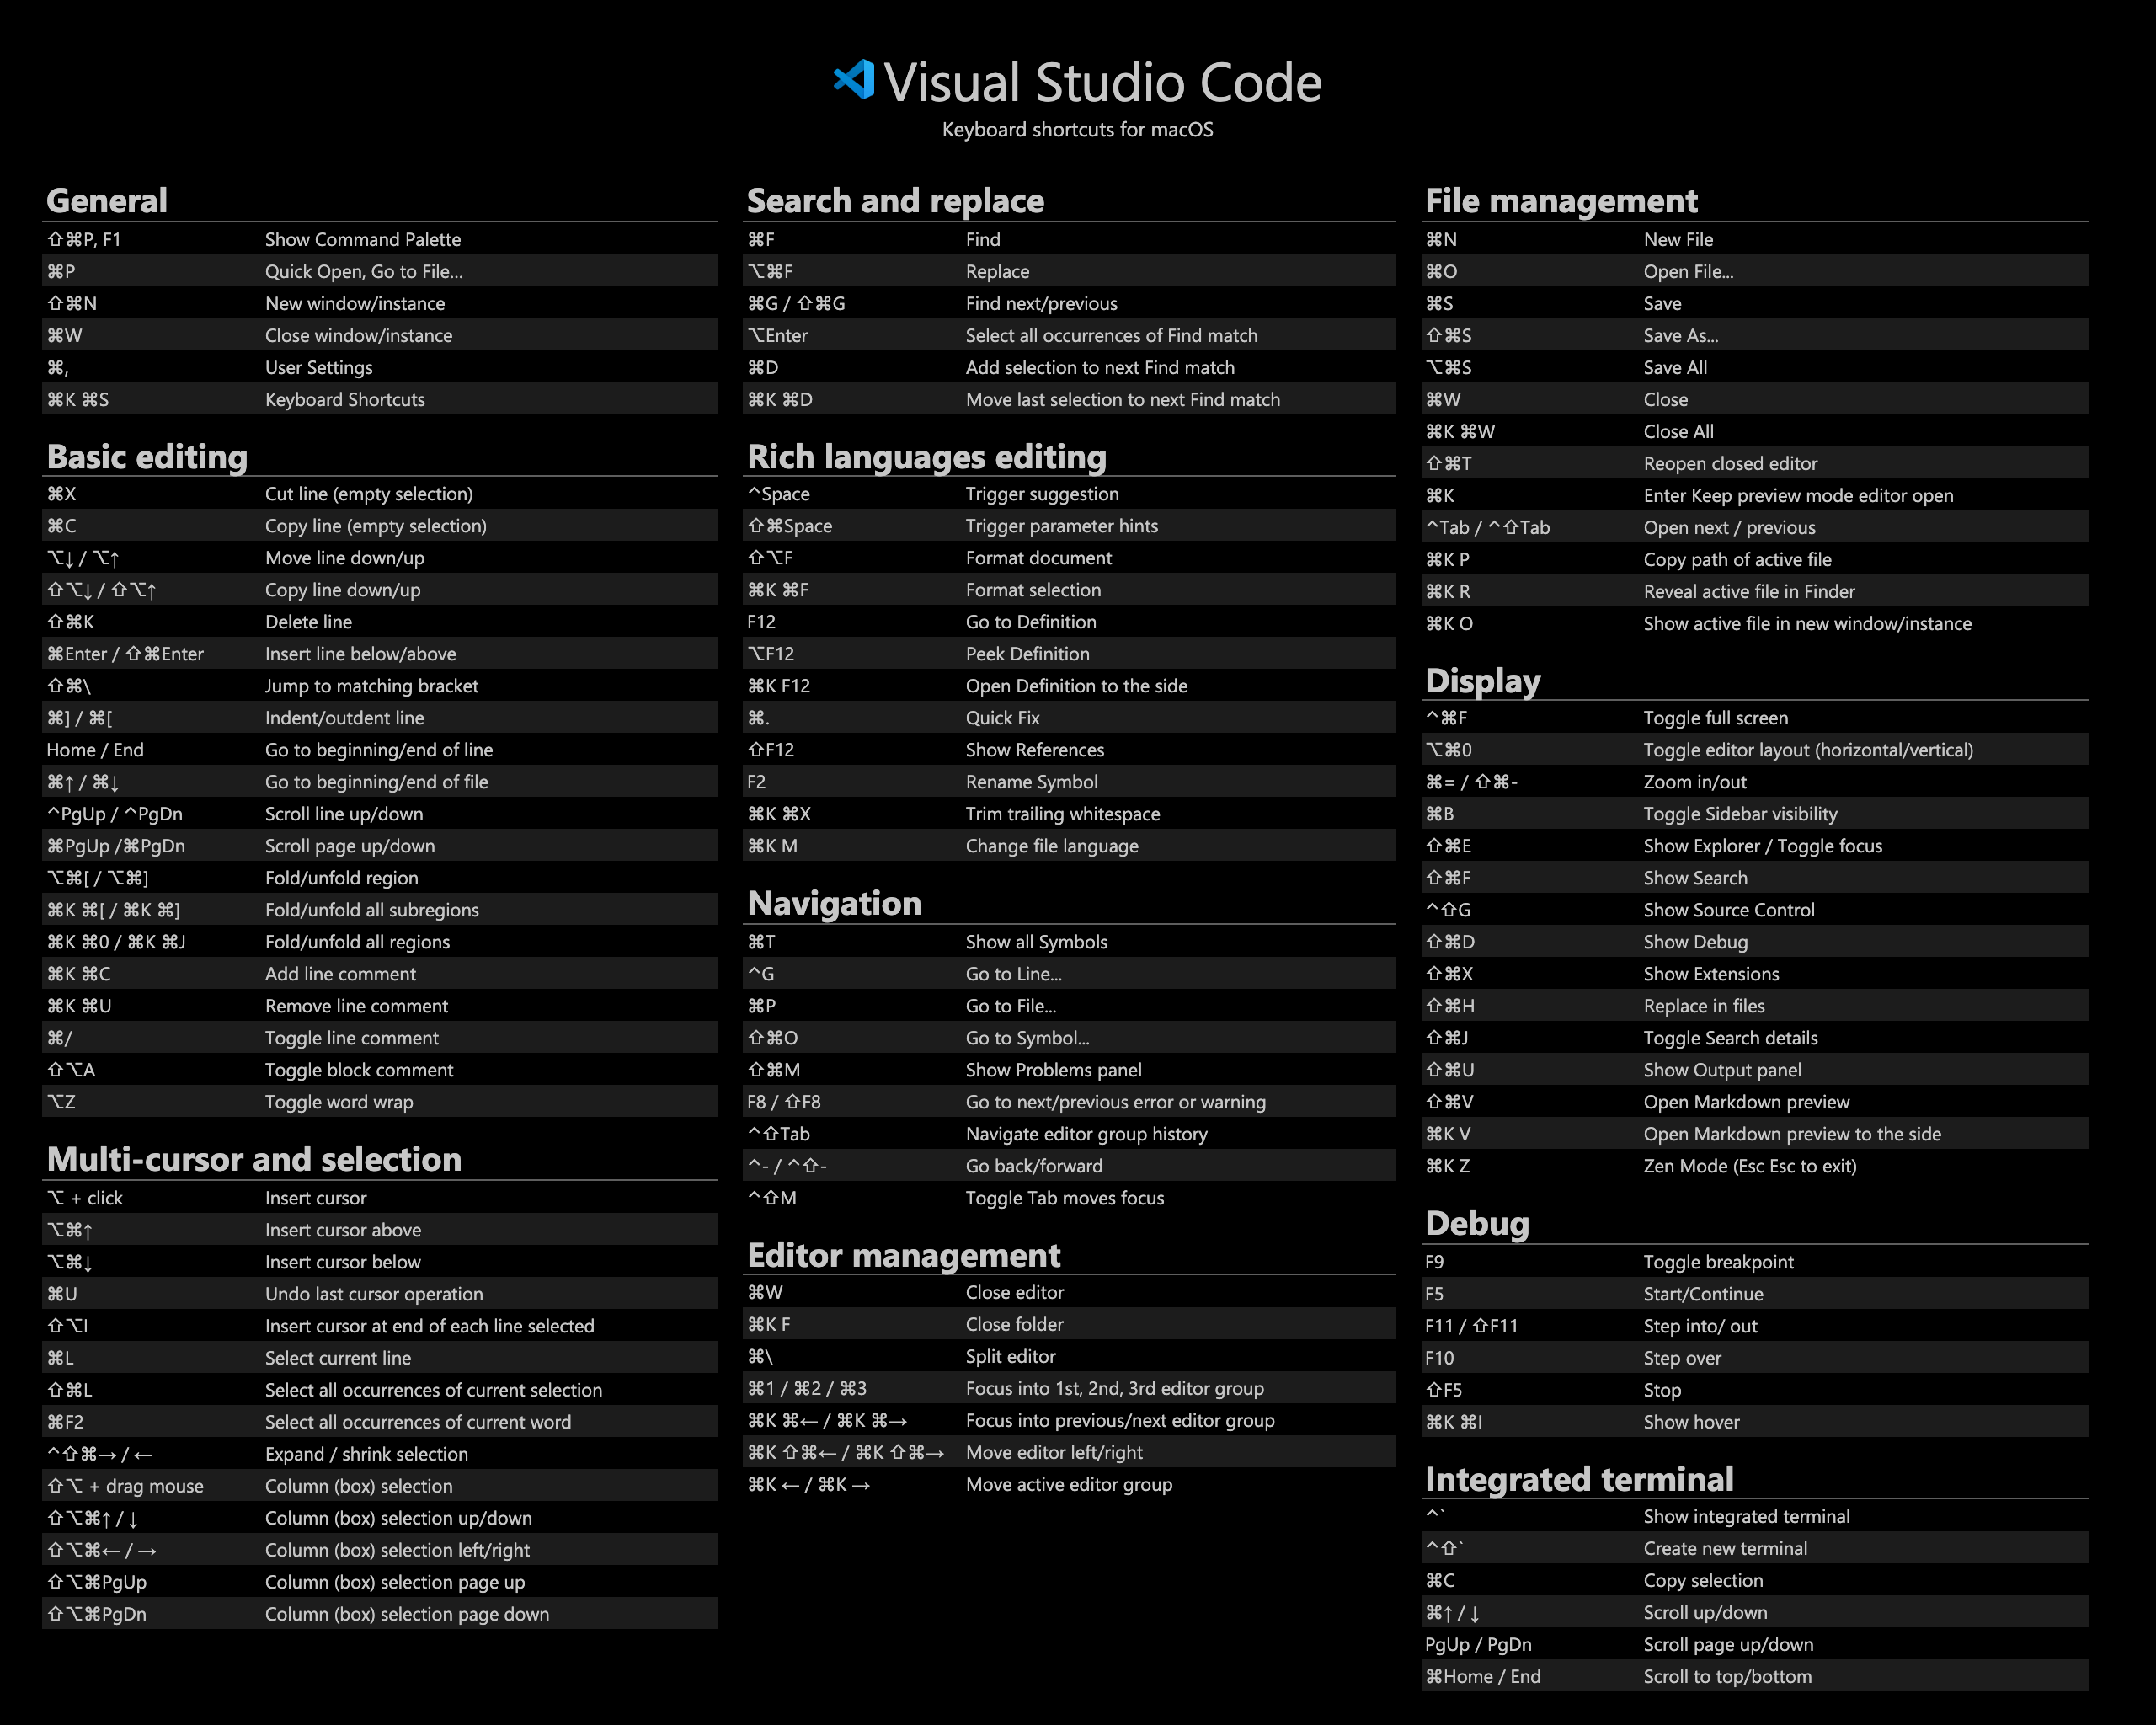 Visual Studio Code
Keyboard shortcuts for macOS
General
⇧⌘P, F1 Show Command Palette
⌘P Quick Open, Go to File...
⇧⌘N New window/instance
⌘W Close window/instance
⌘, User Settings
⌘K ⌘S Keyboard Shortcuts
Basic editing
⌘X Cut line (empty selection)
⌘C Copy line (empty selection)
⌥↓ / ⌥↑ Move line down/up
⇧⌥↓ / ⇧⌥↑ Copy line down/up
⇧⌘K Delete line
⌘Enter / ⇧⌘Enter Insert line below/above
⇧⌘\ Jump to matching bracket
⌘] / ⌘[ Indent/outdent line
Home / End Go to beginning/end of line
⌘↑ / ⌘↓ Go to beginning/end of file
^PgUp / ^PgDn Scroll line up/down
⌘PgUp /⌘PgDn Scroll page up/down
⌥⌘[ / ⌥⌘] Fold/unfold region
⌘K ⌘[ / ⌘K ⌘] Fold/unfold all subregions
⌘K ⌘0 / ⌘K ⌘J Fold/unfold all regions
⌘K ⌘C Add line comment
⌘K ⌘U Remove line comment
⌘/ Toggle line comment
⇧⌥A Toggle block comment
⌥Z Toggle word wrap
Multi-cursor and selection
⌥ + click Insert cursor
⌥⌘↑ Insert cursor above
⌥⌘↓ Insert cursor below
⌘U Undo last cursor operation
⇧⌥I Insert cursor at end of each line selected
⌘L Select current line
⇧⌘L Select all occurrences of current selection
⌘F2 Select all occurrences of current word
^⇧⌘→ / ← Expand / shrink selection
⇧⌥ + drag mouse Column (box) selection
⇧⌥⌘↑ / ↓ Column (box) selection up/down
⇧⌥⌘← / → Column (box) selection left/right
⇧⌥⌘PgUp Column (box) selection page up
⇧⌥⌘PgDn Column (box) selection page down
Search and replace
⌘F Find
⌥⌘F Replace
⌘G / ⇧⌘G Find next/previous
⌥Enter Select all occurrences of Find match
⌘D Add selection to next Find match
⌘K ⌘D Move last selection to next Find match
Rich languages editing
^Space Trigger suggestion
⇧⌘Space Trigger parameter hints
⇧⌥F Format document
⌘K ⌘F Format selection
F12 Go to Definition
⌥F12 Peek Definition
⌘K F12 Open Definition to the side
⌘. Quick Fix
⇧F12 Show References
F2 Rename Symbol
⌘K ⌘X Trim trailing whitespace
⌘K M Change file language
Navigation
⌘T Show all Symbols
^G Go to Line...
⌘P Go to File...
⇧⌘O Go to Symbol...
⇧⌘M Show Problems panel
F8 / ⇧F8 Go to next/previous error or warning
^⇧Tab Navigate editor group history
^- / ^⇧- Go back/forward
^⇧M Toggle Tab moves focus
Editor management
⌘W Close editor
⌘K F Close folder
⌘\ Split editor
⌘1 / ⌘2 / ⌘3 Focus into 1st, 2nd, 3rd editor group
⌘K ⌘← / ⌘K ⌘→ Focus into previous/next editor group
⌘K ⇧⌘← / ⌘K ⇧⌘→ Move editor left/right
⌘K ← / ⌘K → Move active editor group
File management
⌘N New File
⌘O Open File...
⌘S Save
⇧⌘S Save As...
⌥⌘S Save All
⌘W Close
⌘K ⌘W Close All
⇧⌘T Reopen closed editor
⌘K Enter Keep preview mode editor open
^Tab / ^⇧Tab Open next / previous
⌘K P Copy path of active file
⌘K R Reveal active file in Finder
⌘K O Show active file in new window/instance
Display
^⌘F Toggle full screen
⌥⌘0 Toggle editor layout (horizontal/vertical)
⌘= / ⇧⌘- Zoom in/out
⌘B Toggle Sidebar visibility
⇧⌘E Show Explorer / Toggle focus
⇧⌘F Show Search
^⇧G Show Source Control
⇧⌘D Show Debug
⇧⌘X Show Extensions
⇧⌘H Replace in files
⇧⌘J Toggle Search details
⇧⌘U Show Output panel
⇧⌘V Open Markdown preview
⌘K V Open Markdown preview to the side
⌘K Z Zen Mode (Esc Esc to exit)
Debug
F9 Toggle breakpoint
F5 Start/Continue
F11 / ⇧F11 Step into/ out
F10 Step over
⇧F5 Stop
⌘K ⌘I Show hover
Integrated terminal
^` Show integrated terminal
^⇧` Create new terminal
⌘C Copy selection
⌘↑ / ↓ Scroll up/down
PgUp / PgDn Scroll page up/down
⌘Home / End Scroll to top/bottom